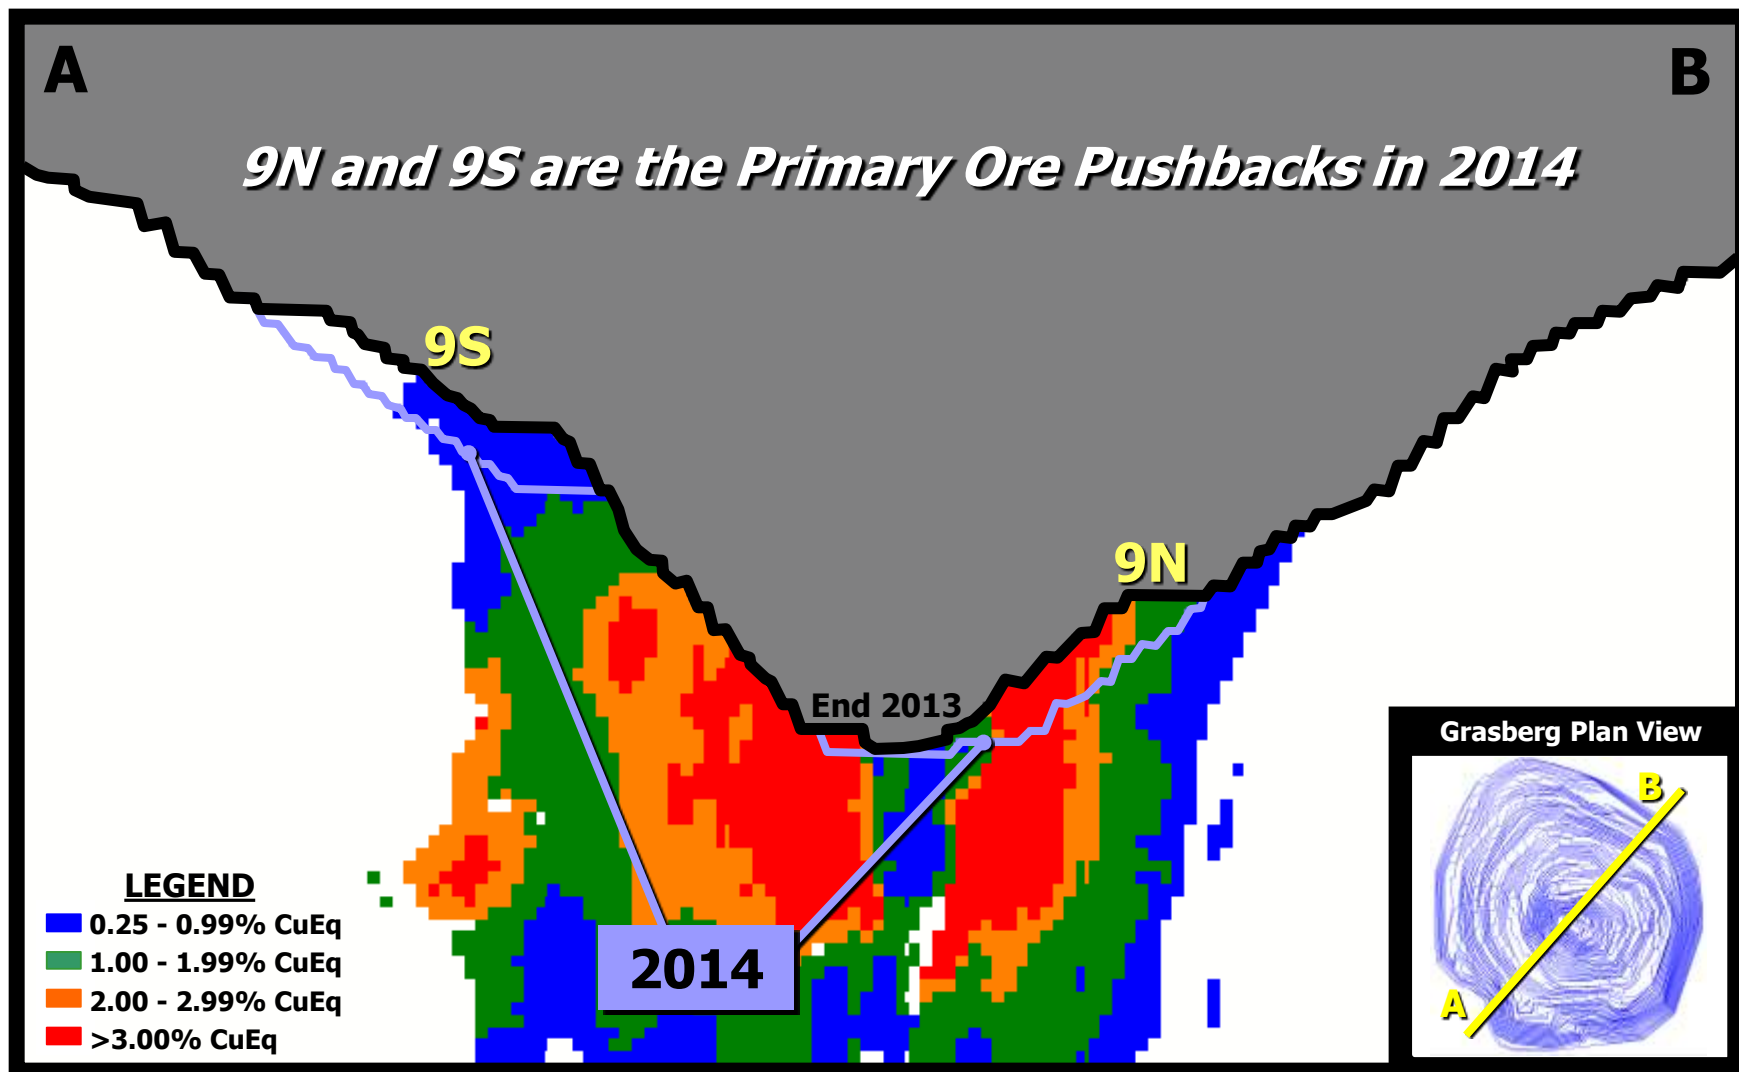 A
B
9N and 9S are the Primary Ore Pushbacks in 2014
9S
9N
End 2013
Grasberg Plan View
B
A
LEGEND
0.25 - 0.99% CuEq
1.00 - 1.99% CuEq
2.00 - 2.99% CuEq
>3.00% CuEq
2014